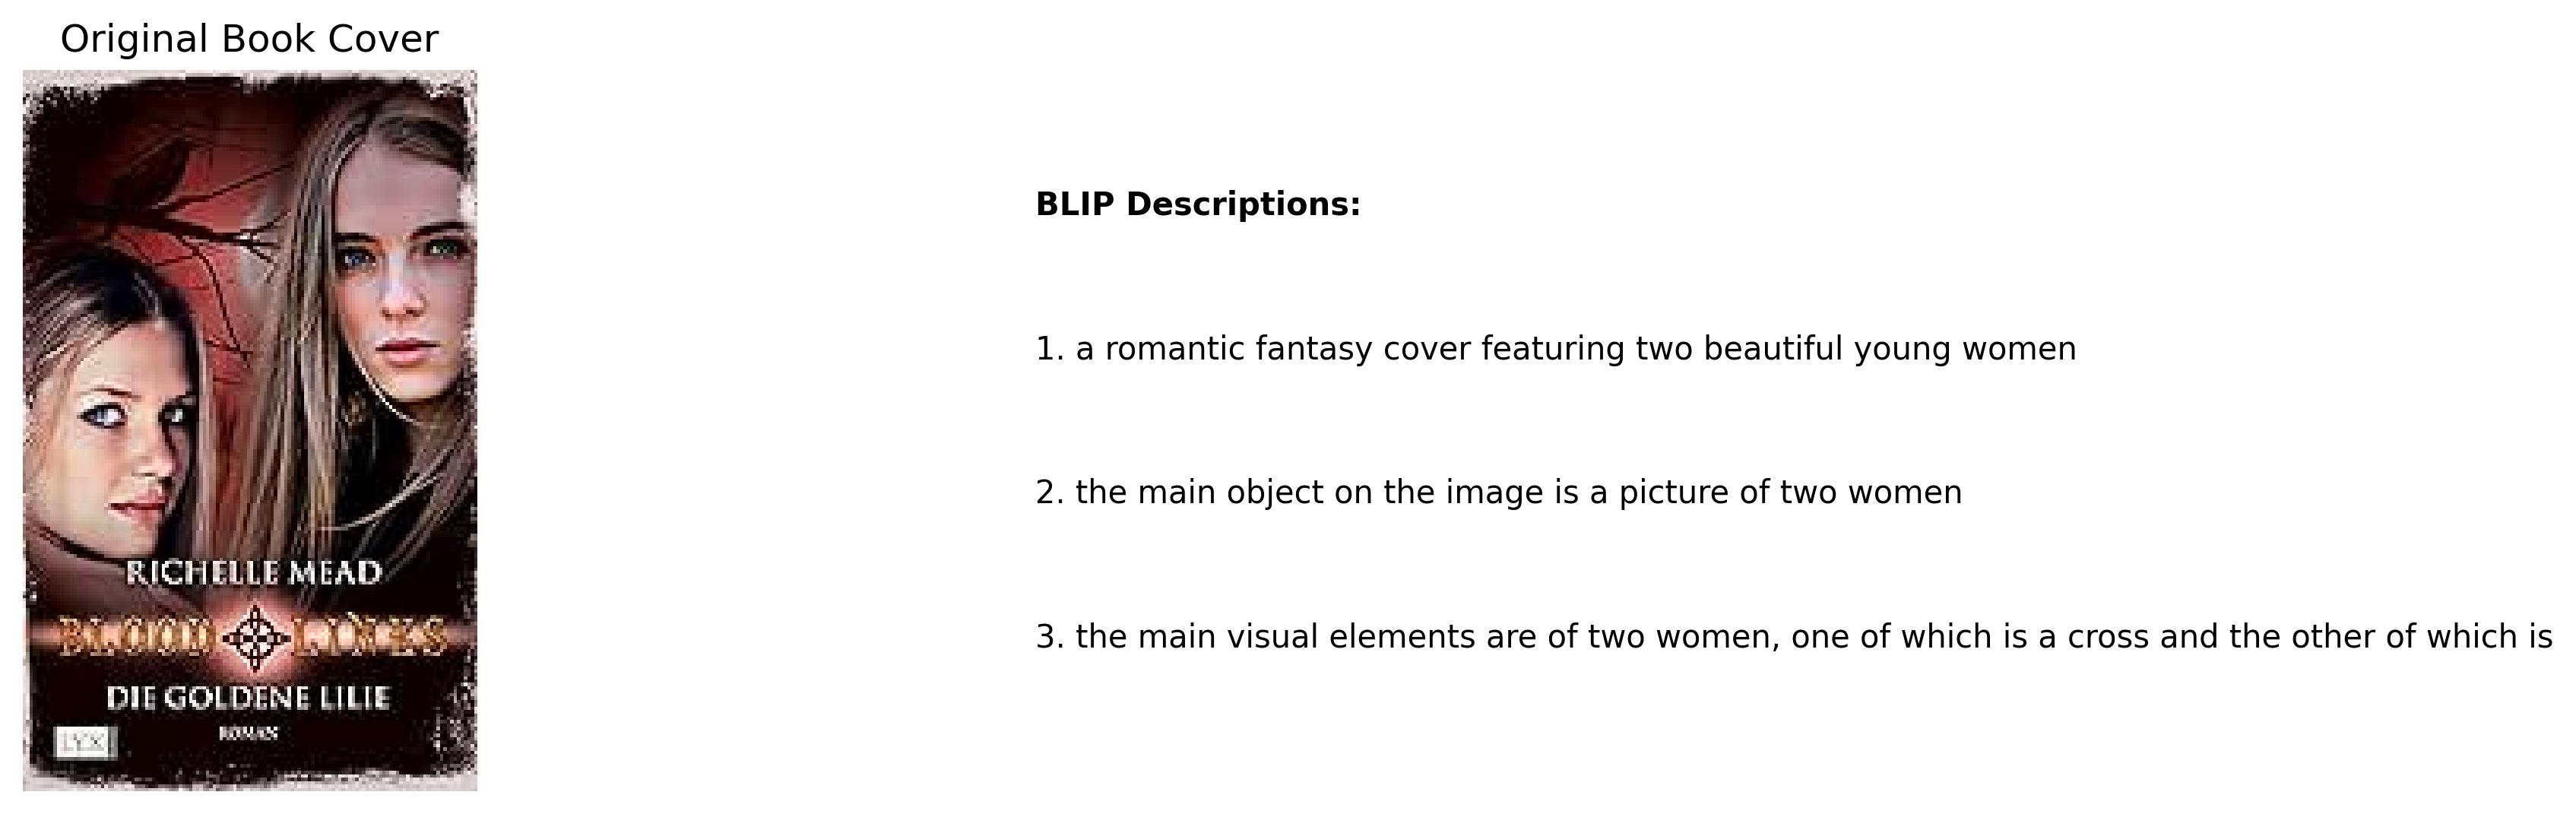 Original Book Cover
RICHELLE MEAD
BLOOD LINES
DIE GOLDENE LILIE
ROMAN
LYX
BLIP Descriptions:
1. a romantic fantasy cover featuring two beautiful young women
2. the main object on the image is a picture of two women
3. the main visual elements are of two women, one of which is a cross and the other of which is